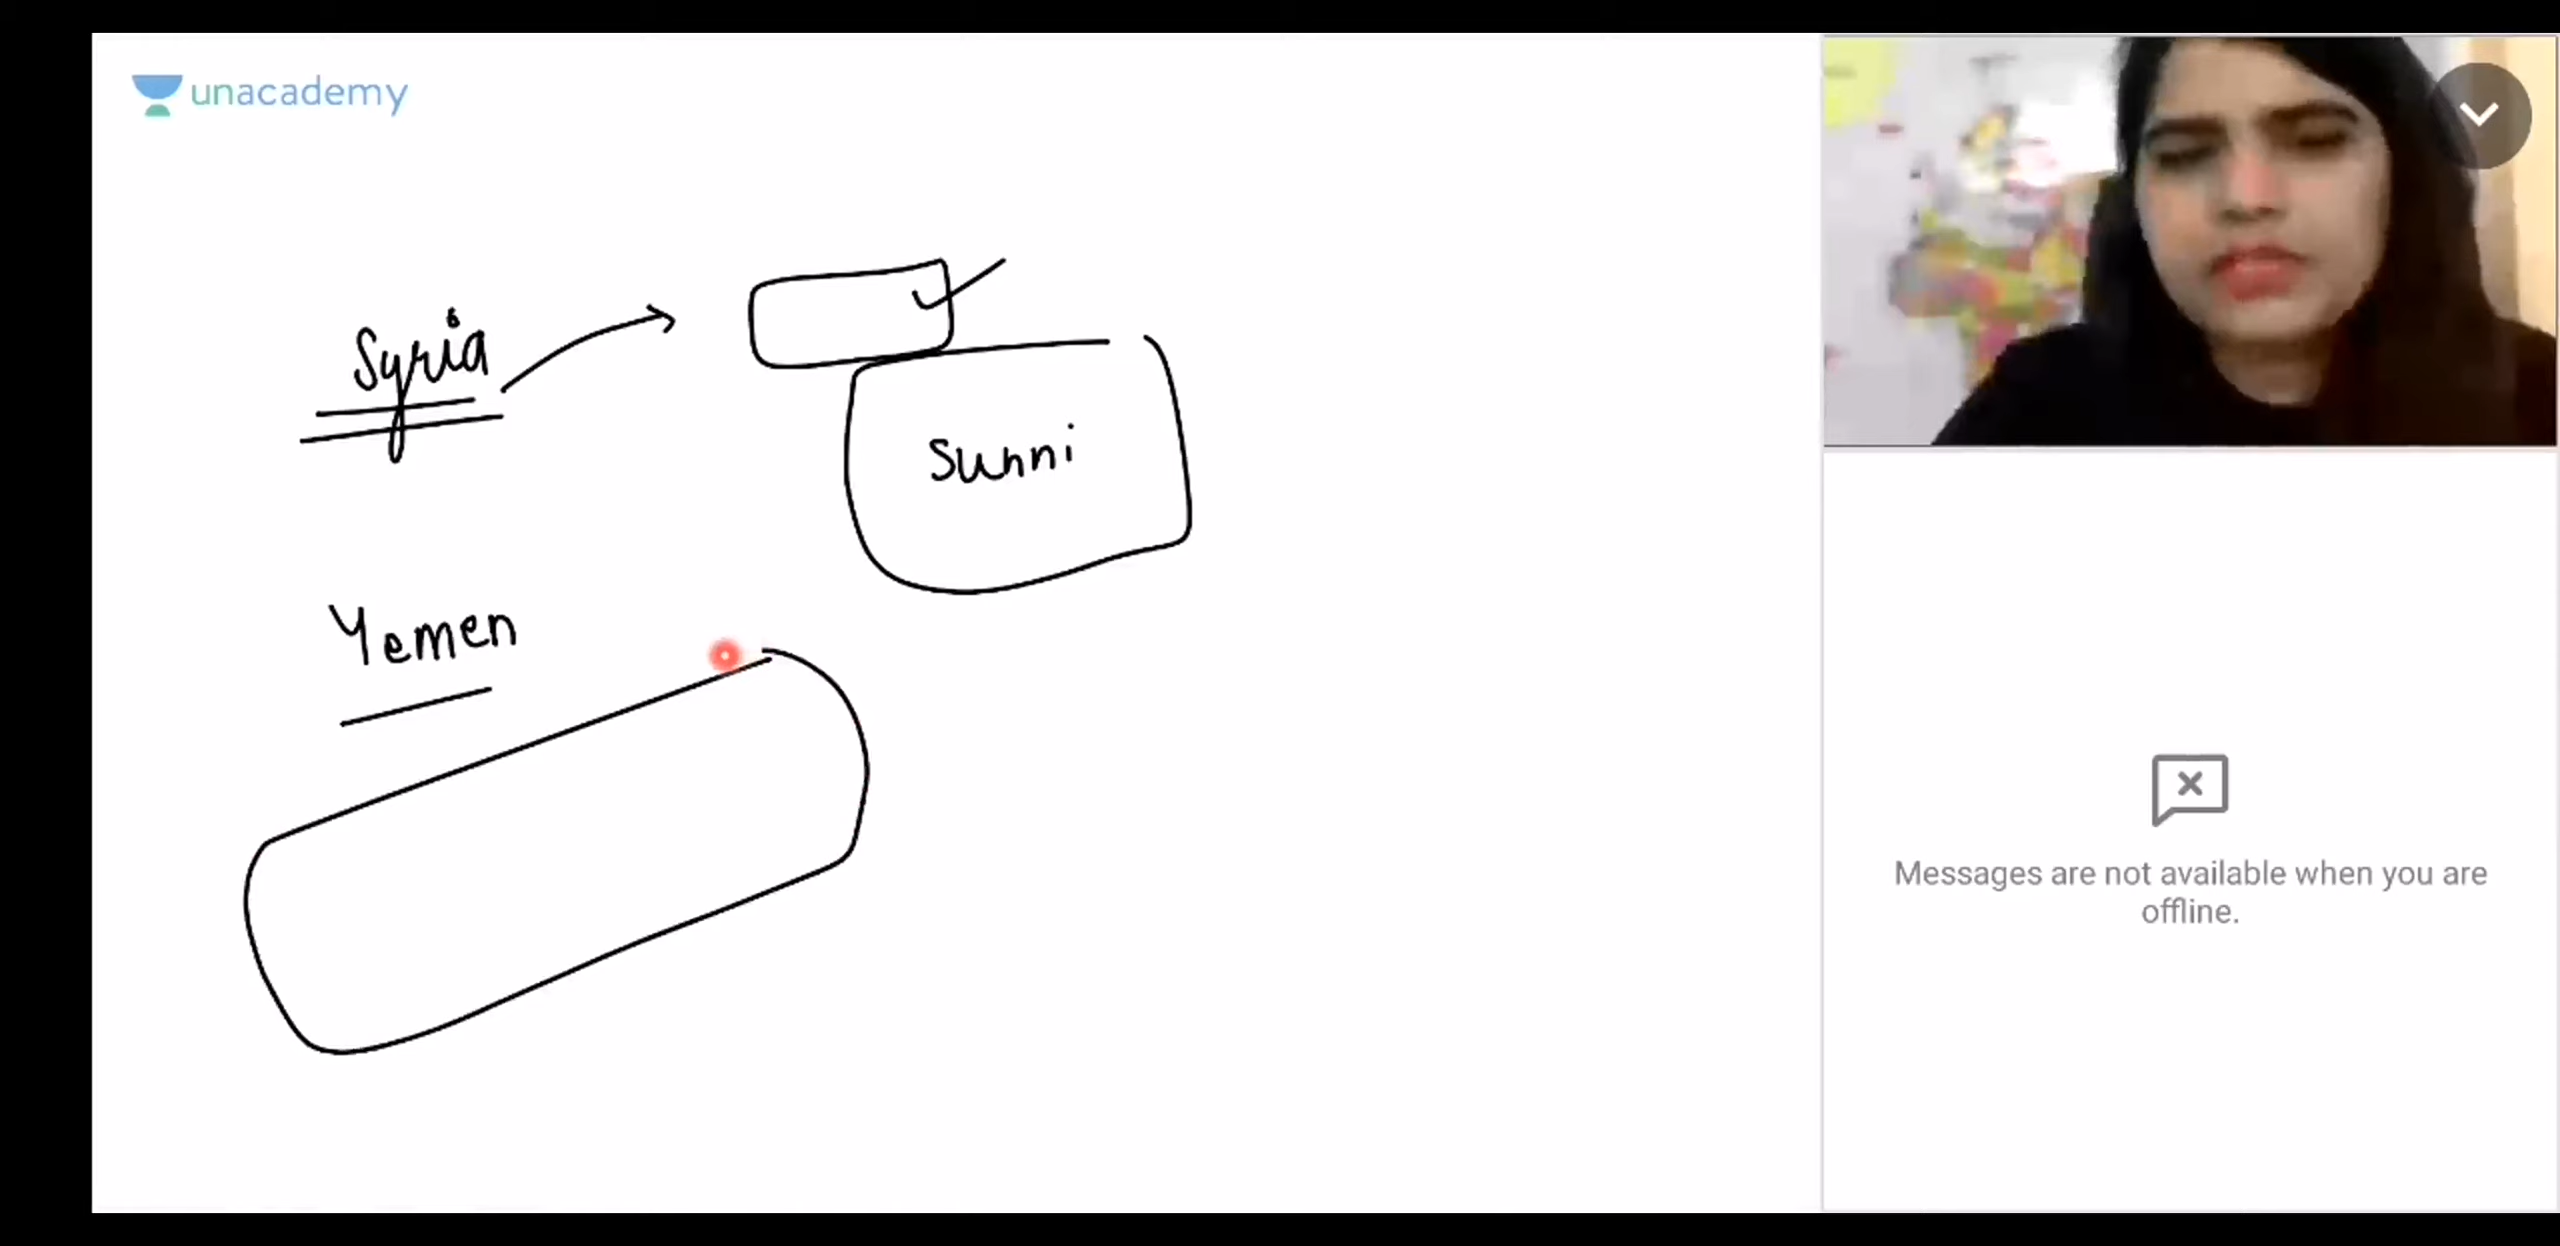 unacademy
Syria
Sunni
Yemen
Messages are not available when you are
offline.